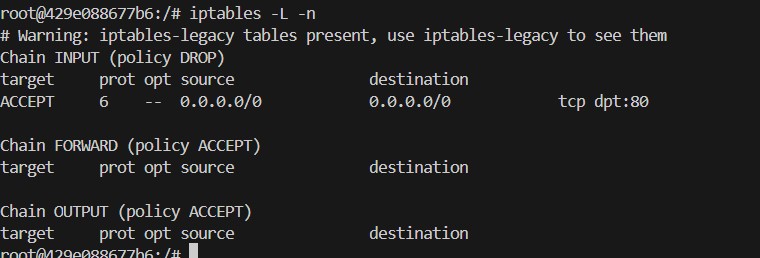 root@429e088677b6:/# iptables -L -n
# Warning: iptables-legacy tables present, use iptables-legacy to see them
Chain INPUT (policy DROP)
target     prot opt source               destination
ACCEPT     6    --  0.0.0.0/0            0.0.0.0/0            tcp dpt:80

Chain FORWARD (policy ACCEPT)
target     prot opt source               destination

Chain OUTPUT (policy ACCEPT)
target     prot opt source               destination
root@429e088677b6:/#